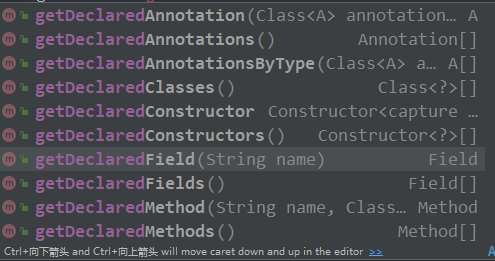 getDeclaredAnnotation(Class<A> annotation… A
getDeclaredAnnotations() Annotation[]
getDeclaredAnnotationsByType(Class<A> a… A[]
getDeclaredClasses() Class<?>[]
getDeclaredConstructor Constructor<capture …
getDeclaredConstructors() Constructor<?>[]
getDeclaredField(String name) Field
getDeclaredFields() Field[]
getDeclaredMethod(String name, Class… Method
getDeclaredMethods() Method[]
Ctrl+向下箭头 and Ctrl+向上箭头 will move caret down and up in the editor >>